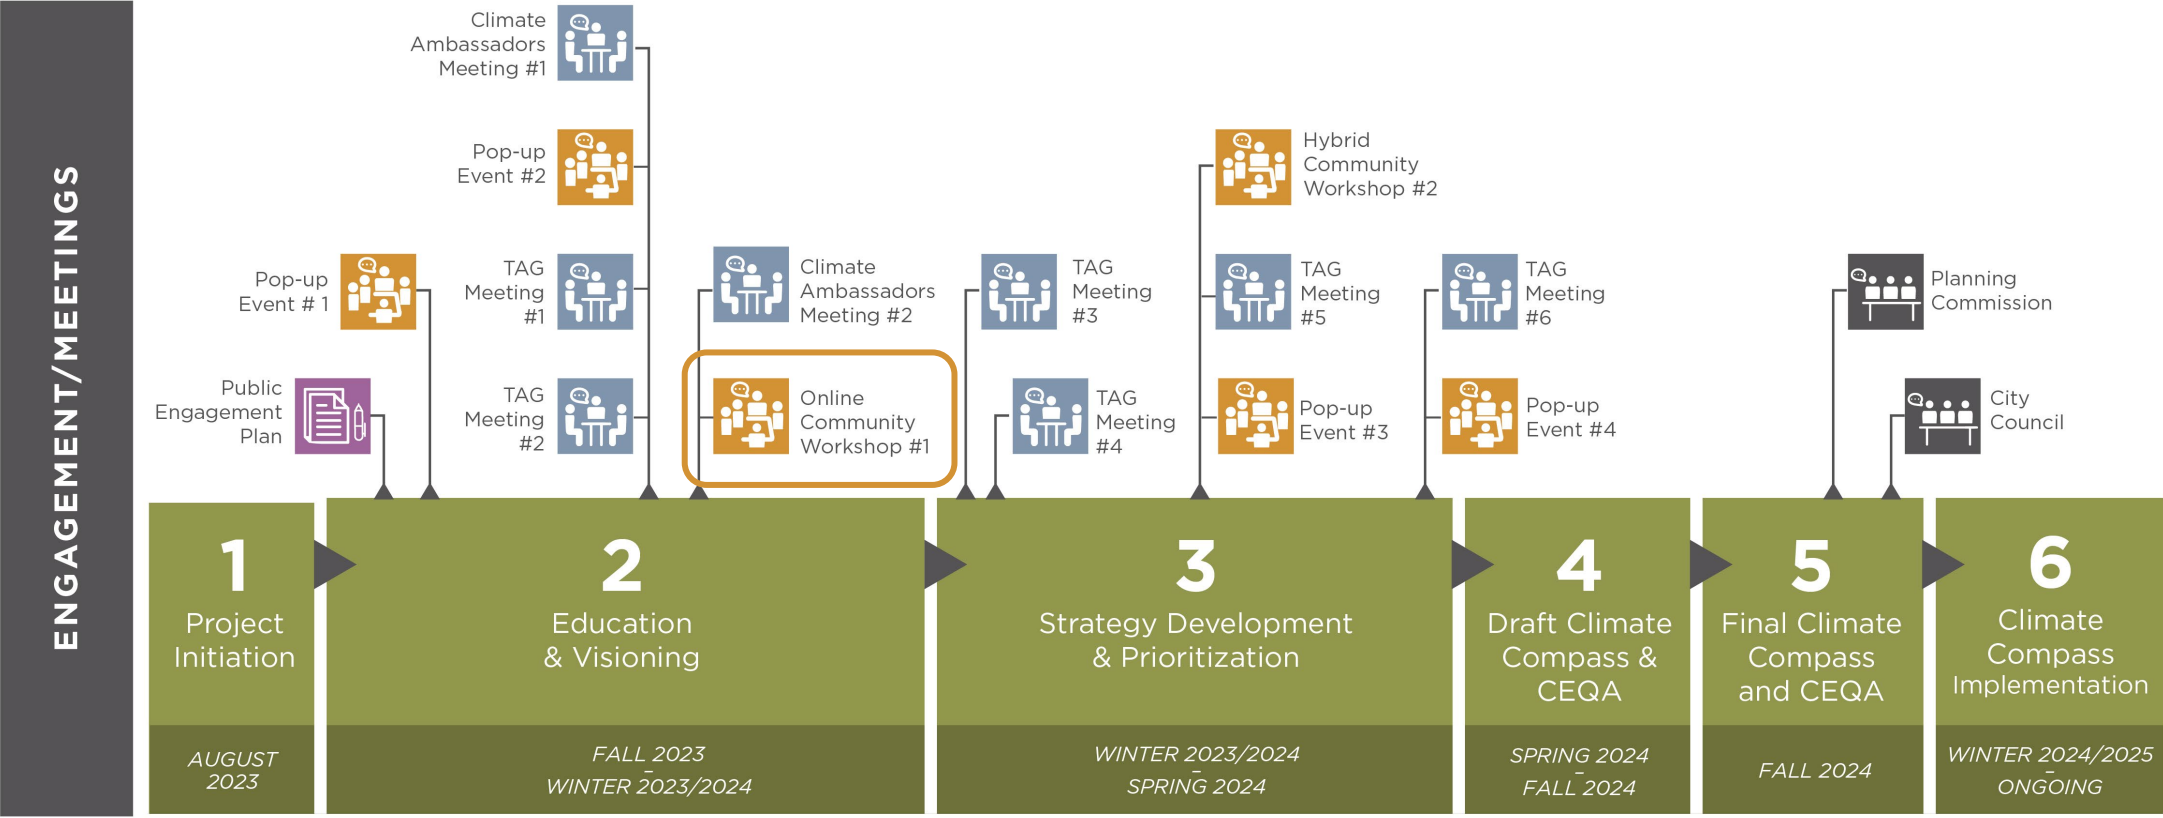 ENGAGEMENT/MEETINGS
Climate
Ambassadors
Meeting #1
Pop-up
Event #2
Hybrid
Community
Workshop #2
Pop-up
Event # 1
TAG
Meeting
#1
Climate
Ambassadors
Meeting #2
TAG
Meeting
#3
TAG
Meeting
#5
TAG
Meeting
#6
Planning
Commission
Public
Engagement
Plan
TAG
Meeting
#2
Online
Community
Workshop #1
TAG
Meeting
#4
Pop-up
Event #3
Pop-up
Event #4
City
Council
1
Project
Initiation
AUGUST
2023
2
Education
& Visioning
FALL 2023
–
WINTER 2023/2024
3
Strategy Development
& Prioritization
WINTER 2023/2024
–
SPRING 2024
4
Draft Climate
Compass &
CEQA
SPRING 2024
–
FALL 2024
5
Final Climate
Compass
and CEQA
FALL 2024
6
Climate
Compass
Implementation
WINTER 2024/2025
–
ONGOING